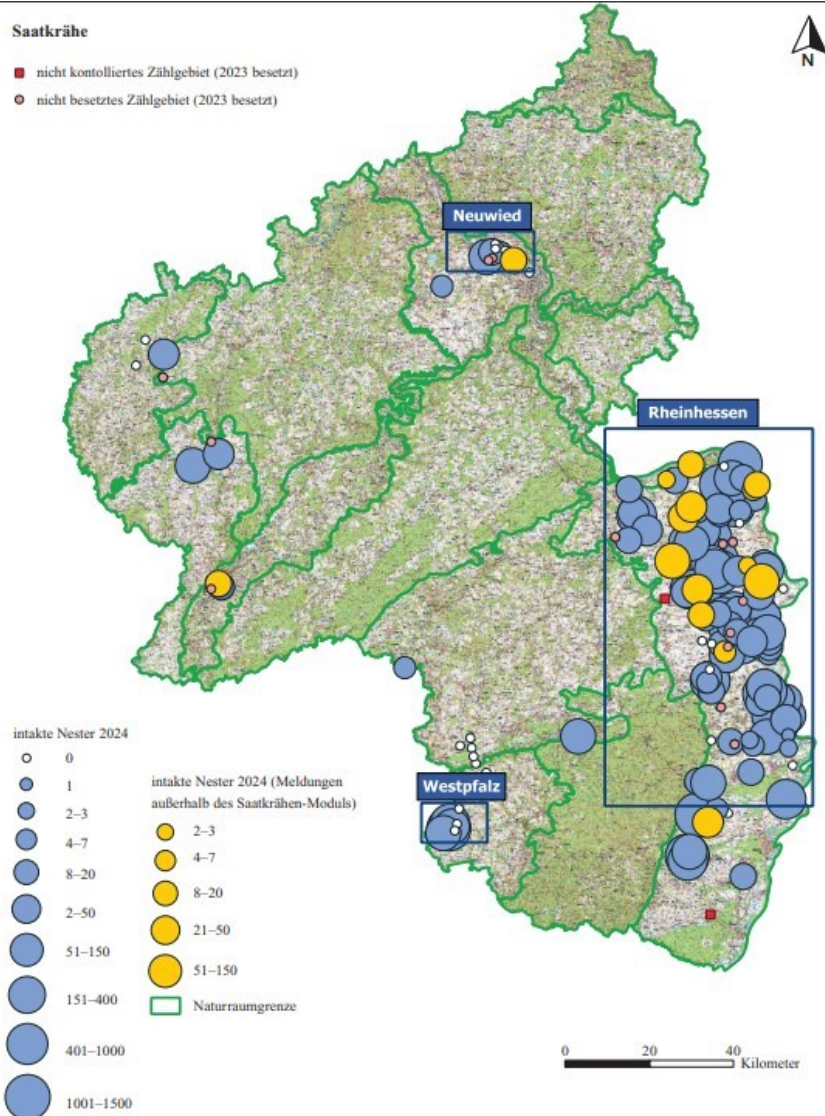 Saatkrähe
nicht kontolliertes Zählgebiet (2023 besetzt)
nicht besetztes Zählgebiet (2023 besetzt)
N
Neuwied
Rheinhessen
Westpfalz
intakte Nester 2024
0
1
2–3
4–7
8–20
2–50
51–150
151–400
401–1000
1001–1500
intakte Nester 2024 (Meldungen
außerhalb des Saatkrähen-Moduls)
2–3
4–7
8–20
21–50
51–150
Naturraumgrenze
0 20 40
Kilometer